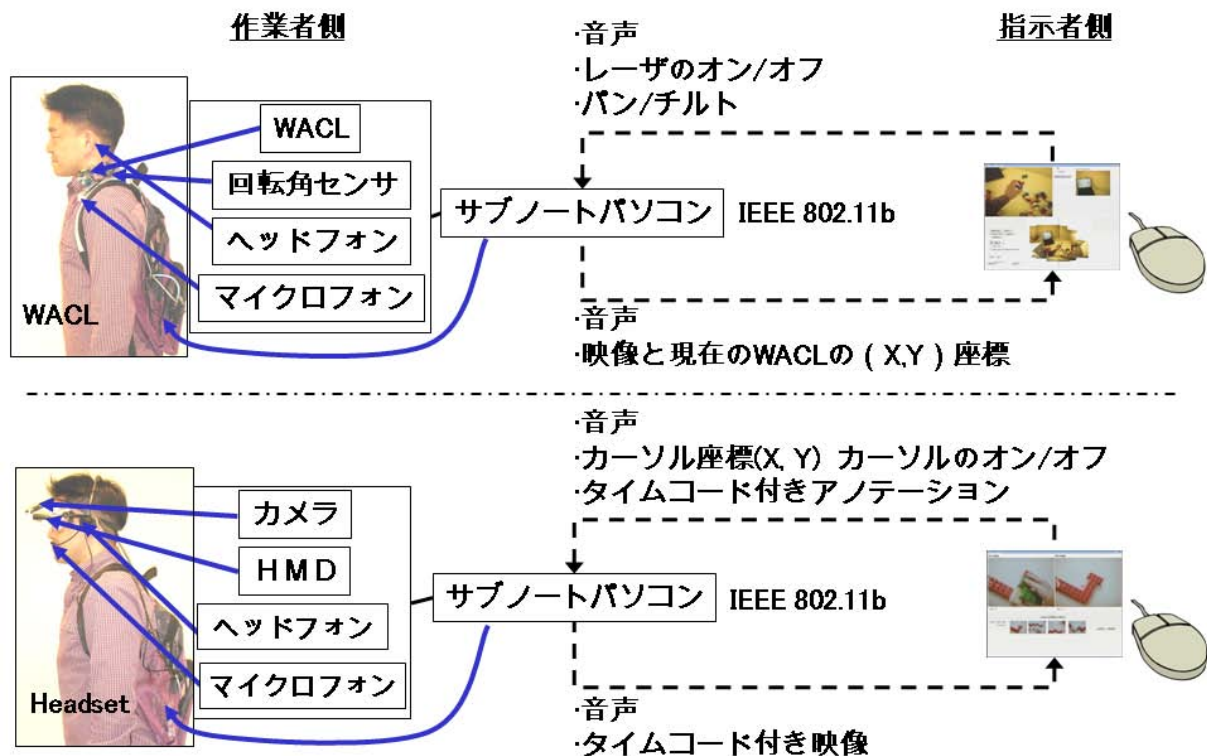 作業者側
指示者側
･音声
･レーザのオン/オフ
･パン/チルト
WACL
回転角センサ
ヘッドフォン
マイクロフォン
WACL
サブノートパソコン
IEEE 802.11b
･音声
･映像と現在のWACLの ( X,Y ) 座標
･音声
･カーソル座標(X, Y) カーソルのオン/オフ
･タイムコード付きアノテーション
カメラ
ＨＭＤ
ヘッドフォン
マイクロフォン
Headset
サブノートパソコン
IEEE 802.11b
･音声
･タイムコード付き映像